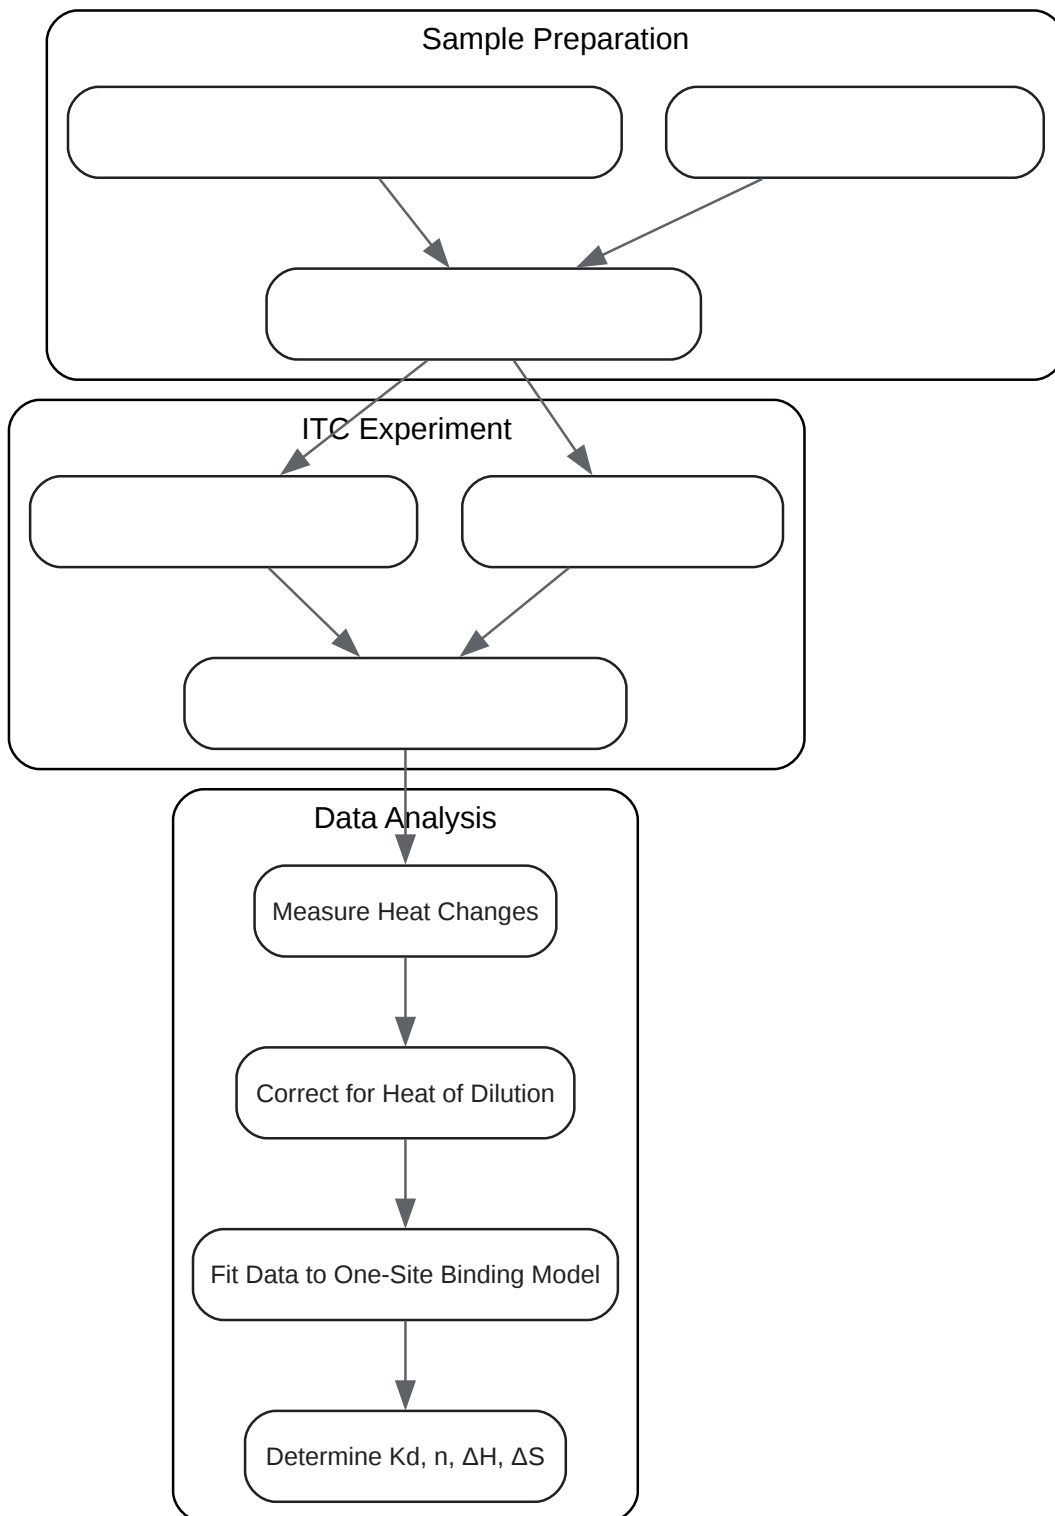 Sample Preparation
ITC Experiment
Data Analysis
Measure Heat Changes
Correct for Heat of Dilution
Fit Data to One-Site Binding Model
Determine Kd, n, ΔH, ΔS